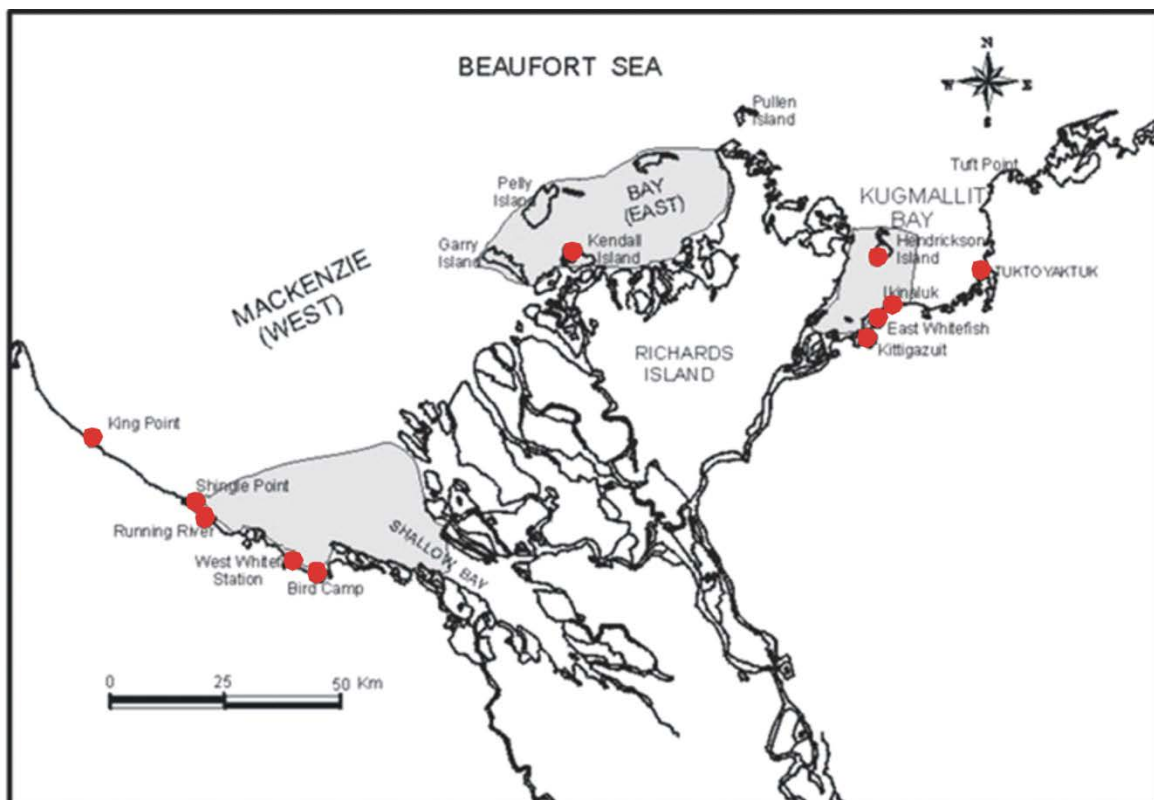 BEAUFORT SEA
N
W
E
S
Pullen
Island
Tuft Point
Pelly
Island
BAY
(EAST)
KUGMALLIT
BAY
Garry
Island
Kendall
Island
Hendrickson
Island
TUKTOYAKTUK
MACKENZIE
(WEST)
Ikinaluk
East Whitefish
Kittigazuit
RICHARDS
ISLAND
King Point
Shingle Point
Running River
SHALLOW BAY
West Whitef
Station
Bird Camp
0 25 50 Km